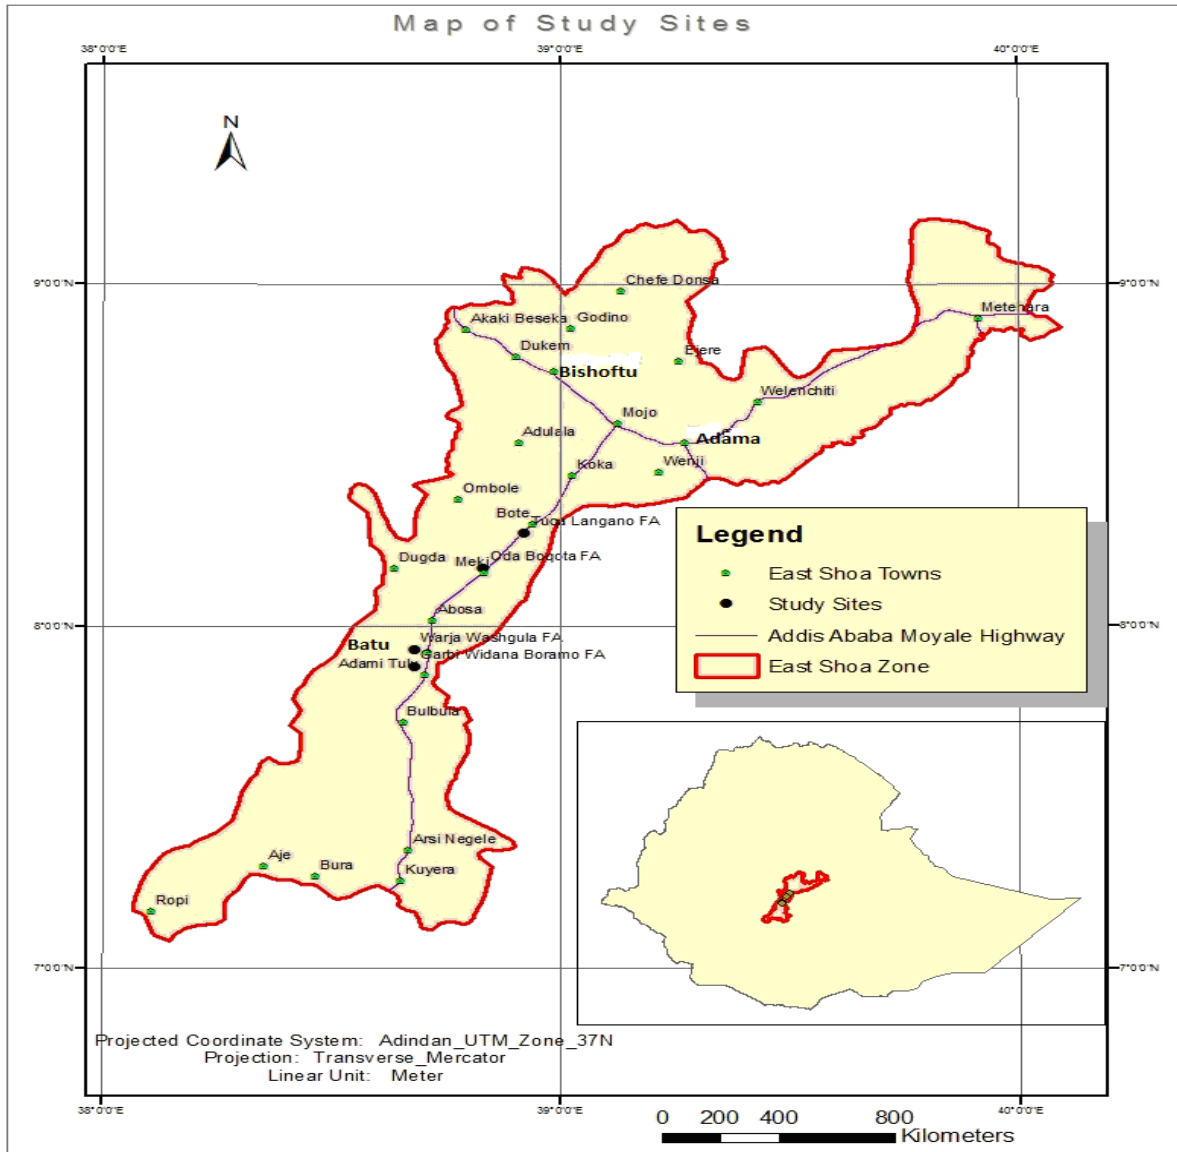 Map of Study Sites
38°0'0"E 39°0'0"E 40°0'0"E
N
9°0'0"N 9°0'0"N
Chefe Donsa
Metehara
Akaki Beseka
Godino
Dukem
Ejere
Bishoftu
Welenchiti
Mojo
Adulala
Adama
Koka
Wenji
Ombole
Bote
Tuqa Langano FA
Dugda
Meki
Oda Boqota FA
Abosa
8°0'0"N 8°0'0"N
Warja Washgula FA
Batu
Garbi Widana Boramo FA
Adami Tulu
Bulbula
Arsi Negele
Aje
Bura
Kuyera
Ropi
7°0'0"N 7°0'0"N
Legend
East Shoa Towns
Study Sites
Addis Ababa Moyale Highway
East Shoa Zone
Projected Coordinate System: Adindan_UTM_Zone_37N
Projection: Transverse_Mercator
Linear Unit: Meter
38°0'0"E 39°0'0"E 40°0'0"E
0 200 400 800
Kilometers